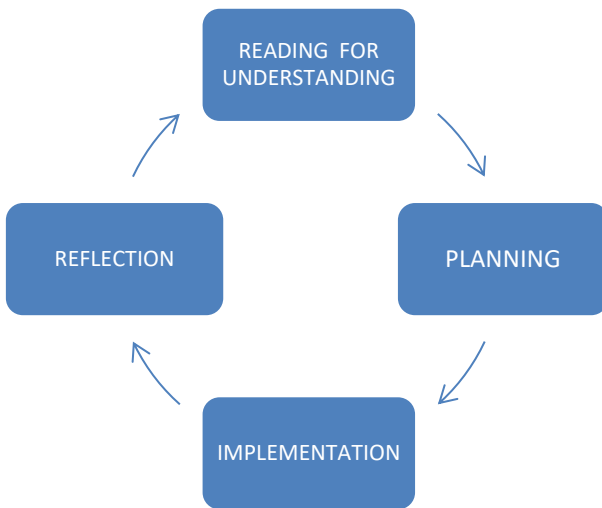 READING FOR
UNDERSTANDING
PLANNING
IMPLEMENTATION
REFLECTION